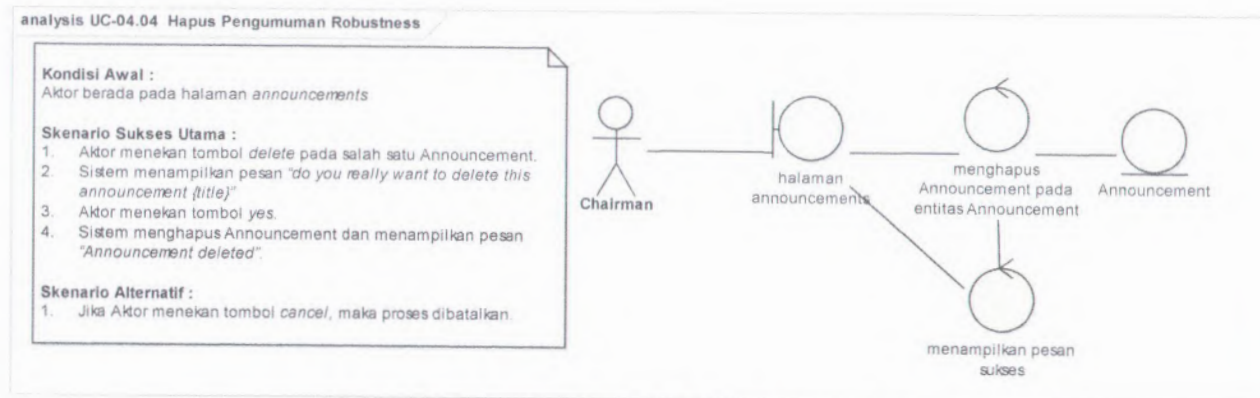 analysis UC-04.04 Hapus Pengumuman Robustness
Kondisi Awal :
Aktor berada pada halaman announcements
Skenario Sukses Utama :
1. Aktor menekan tombol delete pada salah satu Announcement.
2. Sistem menampilkan pesan "do you really want to delete this
announcement {title}"
3. Aktor menekan tombol yes.
4. Sistem menghapus Announcement dan menampilkan pesan
"Announcement deleted".
Skenario Alternatif :
1. Jika Aktor menekan tombol cancel, maka proses dibatalkan.
Chairman
halaman
announcements
menghapus
Announcement pada
entitas Announcement
Announcement
menampilkan pesan
sukses